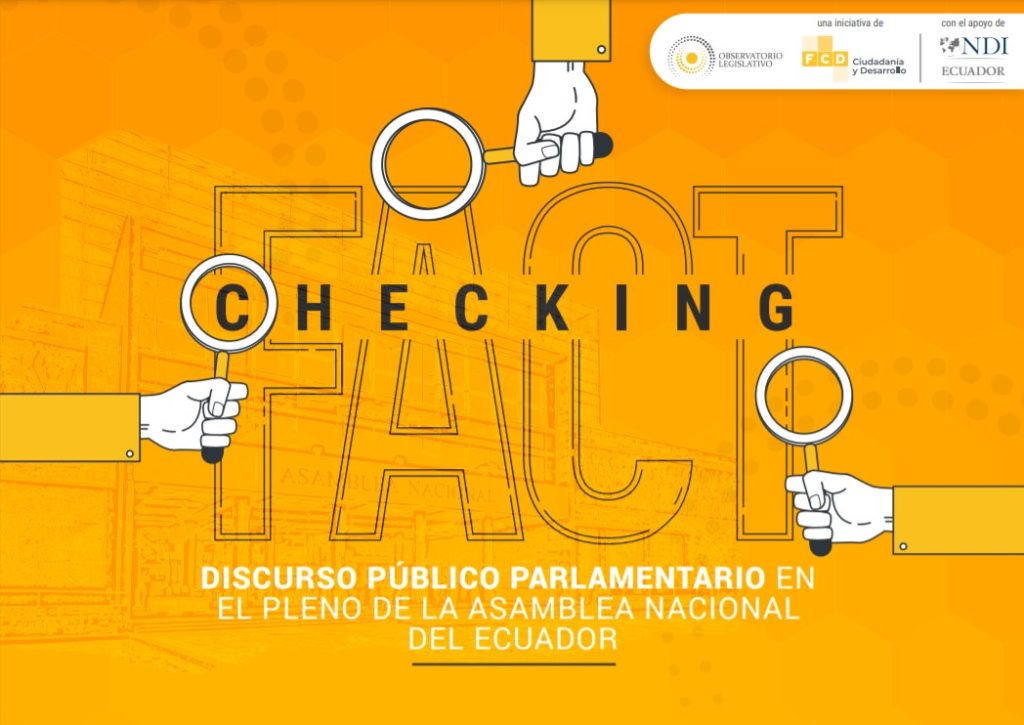 una iniciativa de
con el apoyo de
OBSERVATORIO
LEGISLATIVO
FCD
Ciudadanía
y Desarrollo
NDI
ECUADOR
FACT
CHECKING
ASAMBLEA NACIONAL
DISCURSO PÚBLICO PARLAMENTARIO EN
EL PLENO DE LA ASAMBLEA NACIONAL
DEL ECUADOR